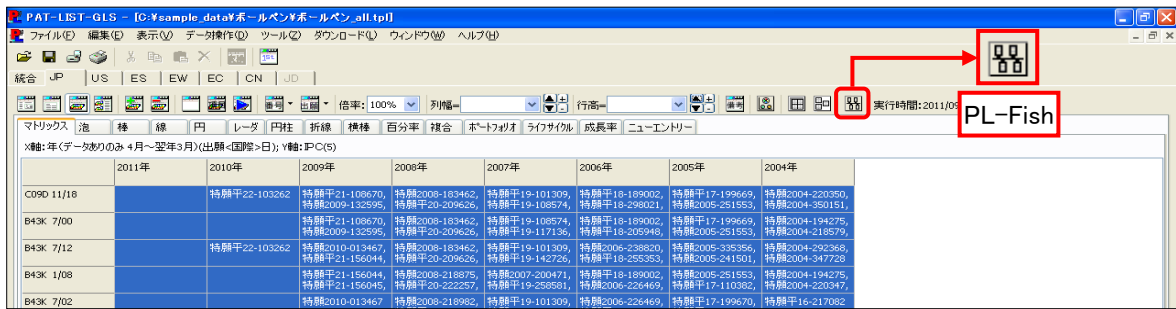 PAT-LIST-GLS - [C:¥sample_data¥ボールペン¥ボールペン_all.tpl]
ファイル(F) 編集(E) 表示(V) データ操作(D) ツール(Z) ダウンロード(L) ウィンドウ(W) ヘルプ(H)
統合 JP US ES EW EC CN JD
番号 出願 倍率: 100% 列幅= 行高= 備考 実行時間:2011/09
PL-Fish
マトリックス 泡 棒 線 円 レーダ 円柱 折線 横棒 百分率 複合 ポートフォリオ ライフサイクル 成長率 ニューエントリー
X軸: 年(データありのみ 4月~翌年3月)(出願<国際>日); Y軸: IPC(5)
2011年 2010年 2009年 2008年 2007年 2006年 2005年 2004年
C09D 11/18 特願平22-103262 特願平21-108670, 特願2008-183462, 特願平19-101309, 特願平18-189002, 特願平17-199669, 特願2004-220350,
特願2009-132595, 特願平20-209626, 特願平19-108574, 特願平18-298021, 特願2005-251553, 特願2004-350151,
B43K 7/00 特願平21-108670, 特願2008-183462, 特願平19-108574, 特願平18-189002, 特願平17-199669, 特願2004-194275,
特願2009-132595, 特願平20-209626, 特願平19-117136, 特願平18-205948, 特願2005-251553, 特願2004-218579,
B43K 7/12 特願平22-103262 特願2010-013467, 特願2008-183462, 特願平19-101309, 特願2006-238820, 特願2005-335356, 特願2004-292368,
特願平21-156044, 特願平20-209626, 特願平19-142726, 特願平18-255353, 特願2005-241501, 特願2004-347728
B43K 1/08 特願平21-156044, 特願2008-218875, 特願2007-200471, 特願平18-189002, 特願2005-251553, 特願2004-194275,
特願平21-156045, 特願平20-222257, 特願平19-258581, 特願2006-226469, 特願平17-110382, 特願2004-220347,
B43K 7/02 特願2010-013467 特願2008-218982, 特願平19-101309, 特願2006-226469, 特願平17-199670, 特願平16-217082